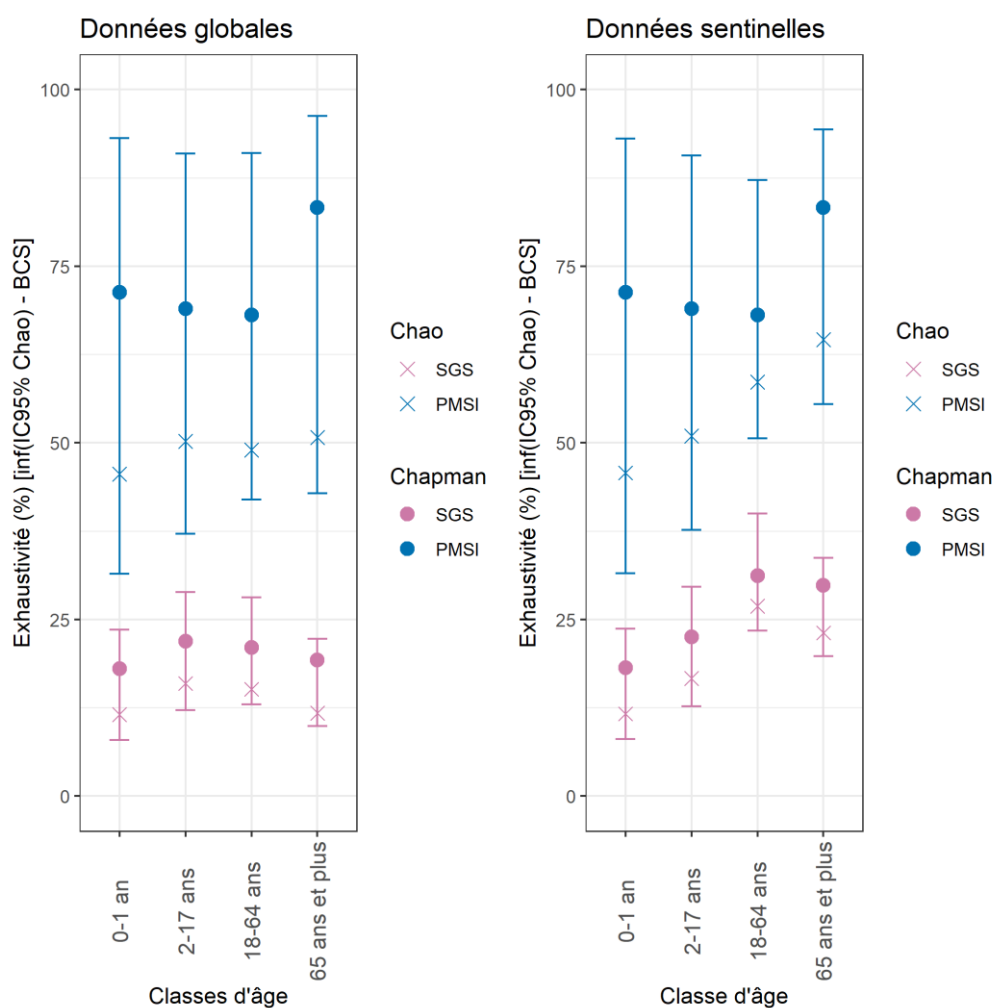 Données globales
Exhaustivité (%) [inf(IC95% Chao) - BCS]
100
75
50
25
0
0-1 an
2-17 ans
18-64 ans
65 ans et plus
Classes d'âge
Chao
SGS
PMSI
Chapman
SGS
PMSI
Données sentinelles
Exhaustivité (%) [inf(IC95% Chao) - BCS]
100
75
50
25
0
0-1 an
2-17 ans
18-64 ans
65 ans et plus
Classe d'âge
Chao
SGS
PMSI
Chapman
SGS
PMSI